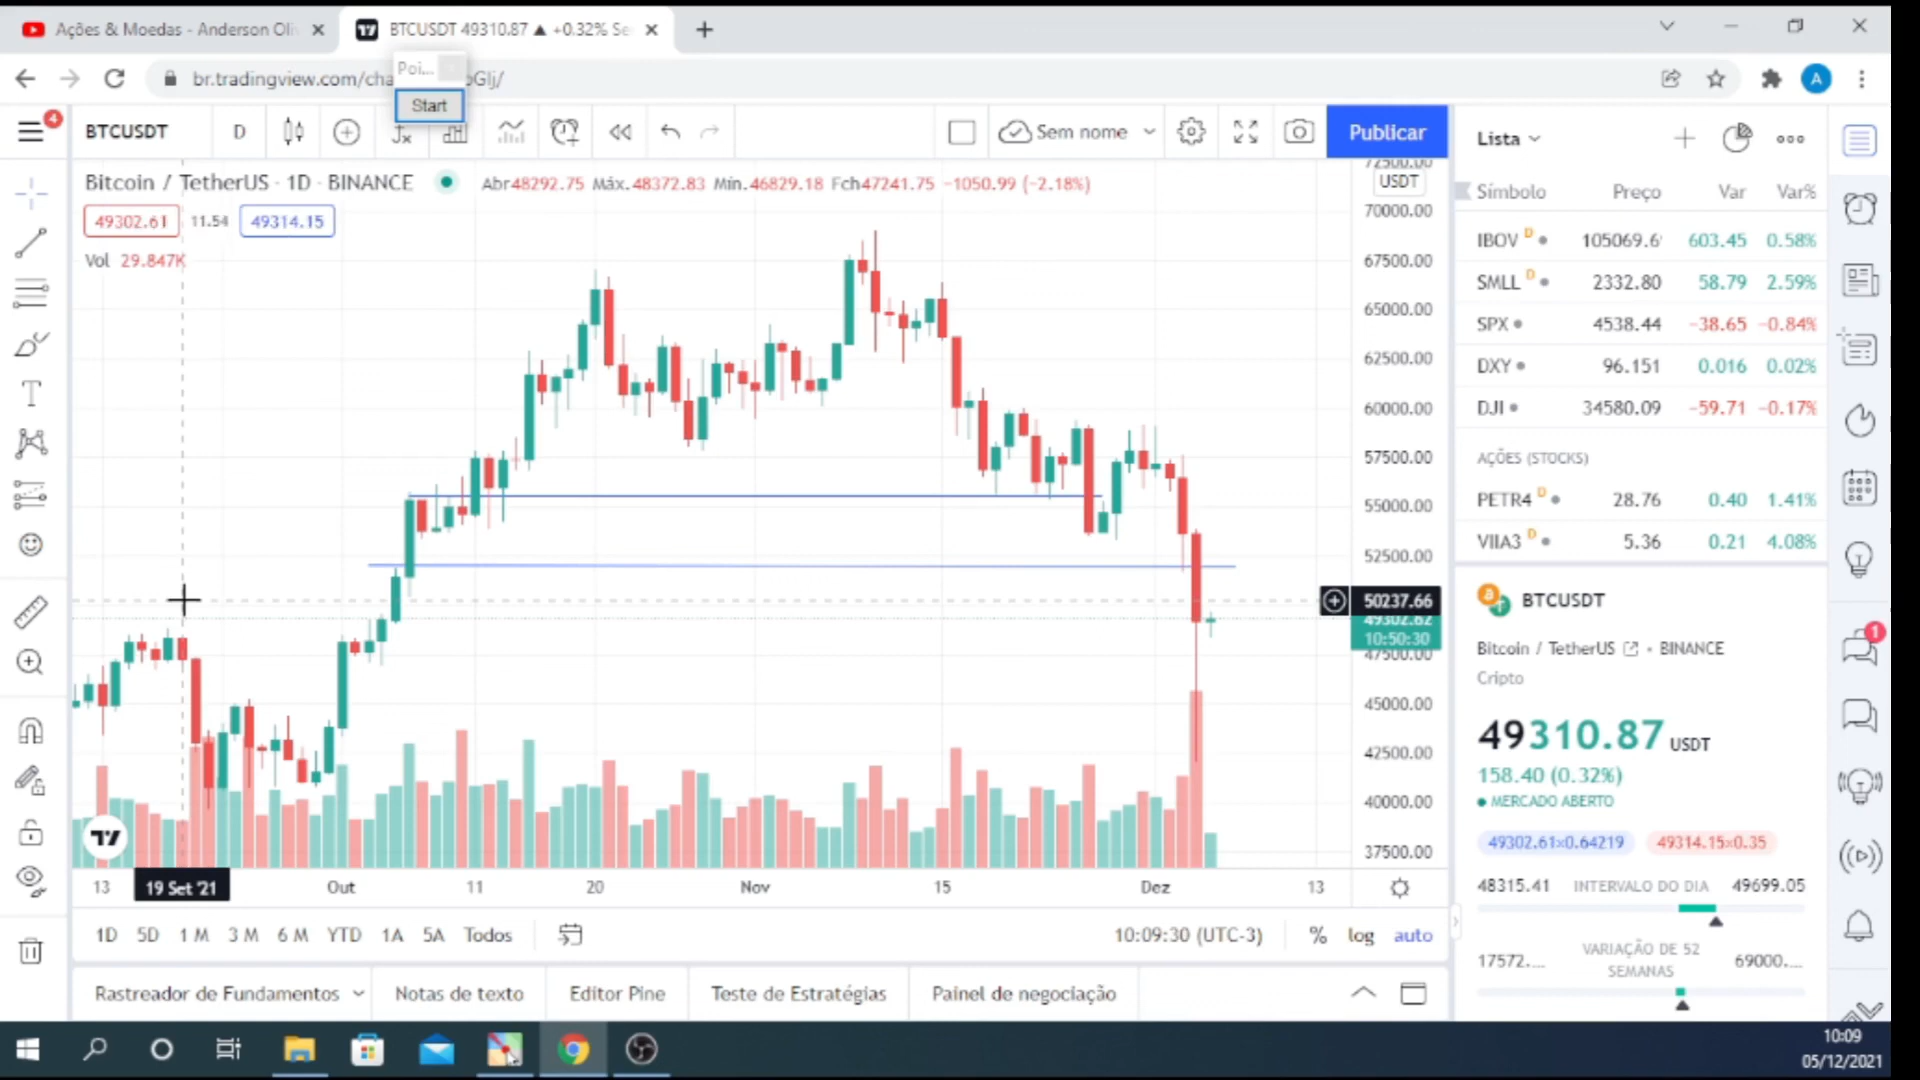 Ações & Moedas - Anderson Oli
BTCUSDT 49310.87 ▲ +0.32% Se
Poi...
br.tradingview.com/cha
Glj/
Start
4
BTCUSDT
D
Sem nome
Publicar
Bitcoin / TetherUS · 1D · BINANCE
Abr48292.75 Máx.48372.83 Mín.46829.18 Fch47241.75 −1050.99 (−2.18%)
49302.61 11.54 49314.15
Vol 29.847K
72500.00
USDT
70000.00
67500.00
65000.00
62500.00
60000.00
57500.00
55000.00
52500.00
50237.66
49302.62
10:50:30
47500.00
45000.00
42500.00
40000.00
37500.00
13 19 Set '21 Out 11 20 Nov 15 Dez 13
1D 5D 1 M 3 M 6 M YTD 1A 5A Todos
10:09:30 (UTC-3) % log auto
Rastreador de Fundamentos Notas de texto Editor Pine Teste de Estratégias Painel de negociação
Lista
Símbolo Preço Var Var%
IBOV D 105069.6 603.45 0.58%
SMLL D 2332.80 58.79 2.59%
SPX 4538.44 −38.65 −0.84%
DXY 96.151 0.016 0.02%
DJI 34580.09 −59.71 −0.17%
AÇÕES (STOCKS)
PETR4 D 28.76 0.40 1.41%
VIIA3 D 5.36 0.21 4.08%
BTCUSDT
Bitcoin / TetherUS • BINANCE
Cripto
49310.87 USDT
158.40 (0.32%)
MERCADO ABERTO
49302.61×0.64219 49314.15×0.35
48315.41 INTERVALO DO DIA 49699.05
17572.... VARIAÇÃO DE 52 SEMANAS 69000....
1
A
10:09
05/12/2021